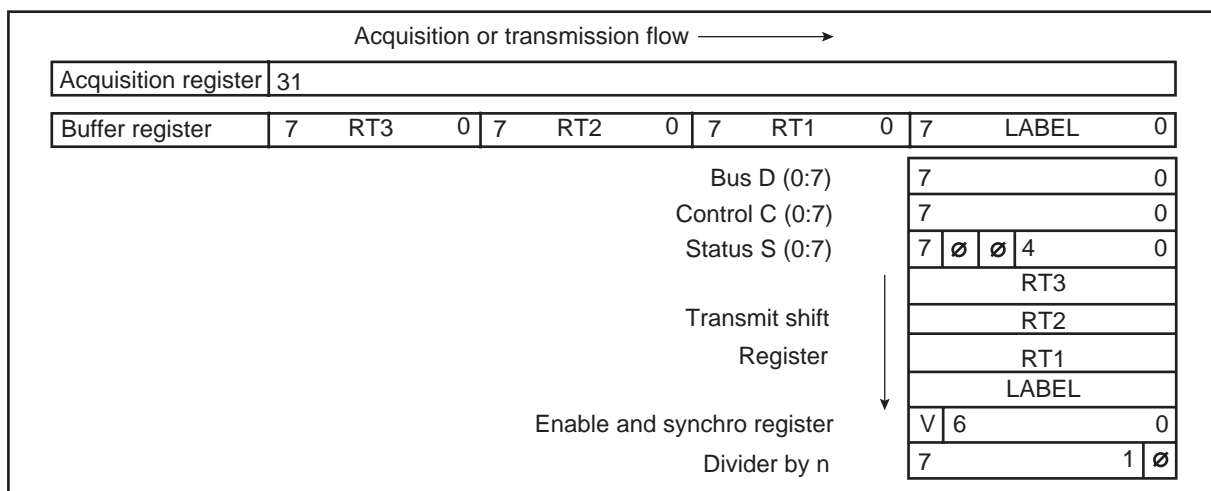 Acquisition or transmission flow
Acquisition register 31
Buffer register 7 RT3 0 7 RT2 0 7 RT1 0 7 LABEL 0
Bus D (0:7) 7 0
Control C (0:7) 7 0
Status S (0:7) 7 ø ø 4 0
RT3
Transmit shift RT2
Register RT1
LABEL
Enable and synchro register V 6 0
Divider by n 7 1 ø